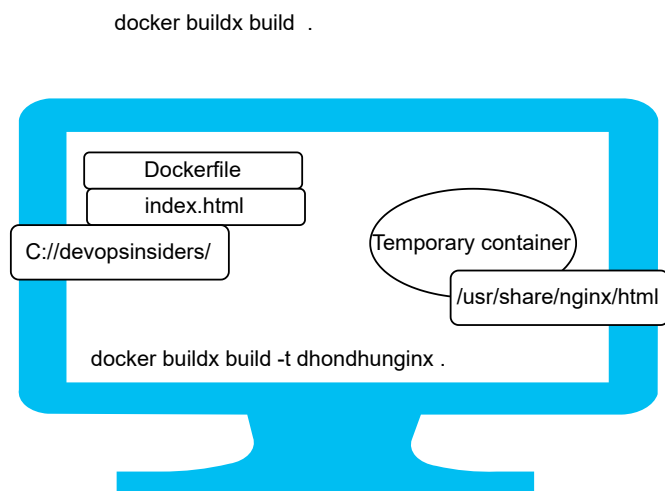 docker buildx build  .
Dockerfile
index.html
C://devopsinsiders/
Temporary container
/usr/share/nginx/html
docker buildx build -t dhondhunginx .